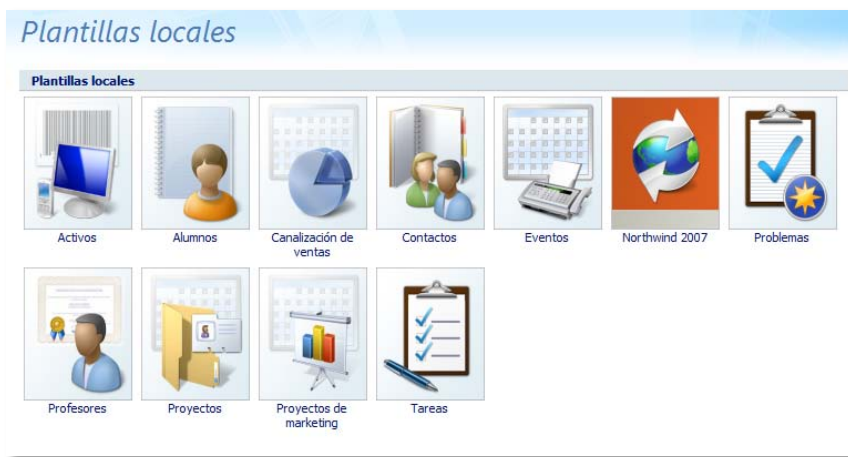 Plantillas locales
Plantillas locales
Activos
Alumnos
Canalización de
ventas
Contactos
Eventos
Northwind 2007
Problemas
Profesores
Proyectos
Proyectos de
marketing
Tareas